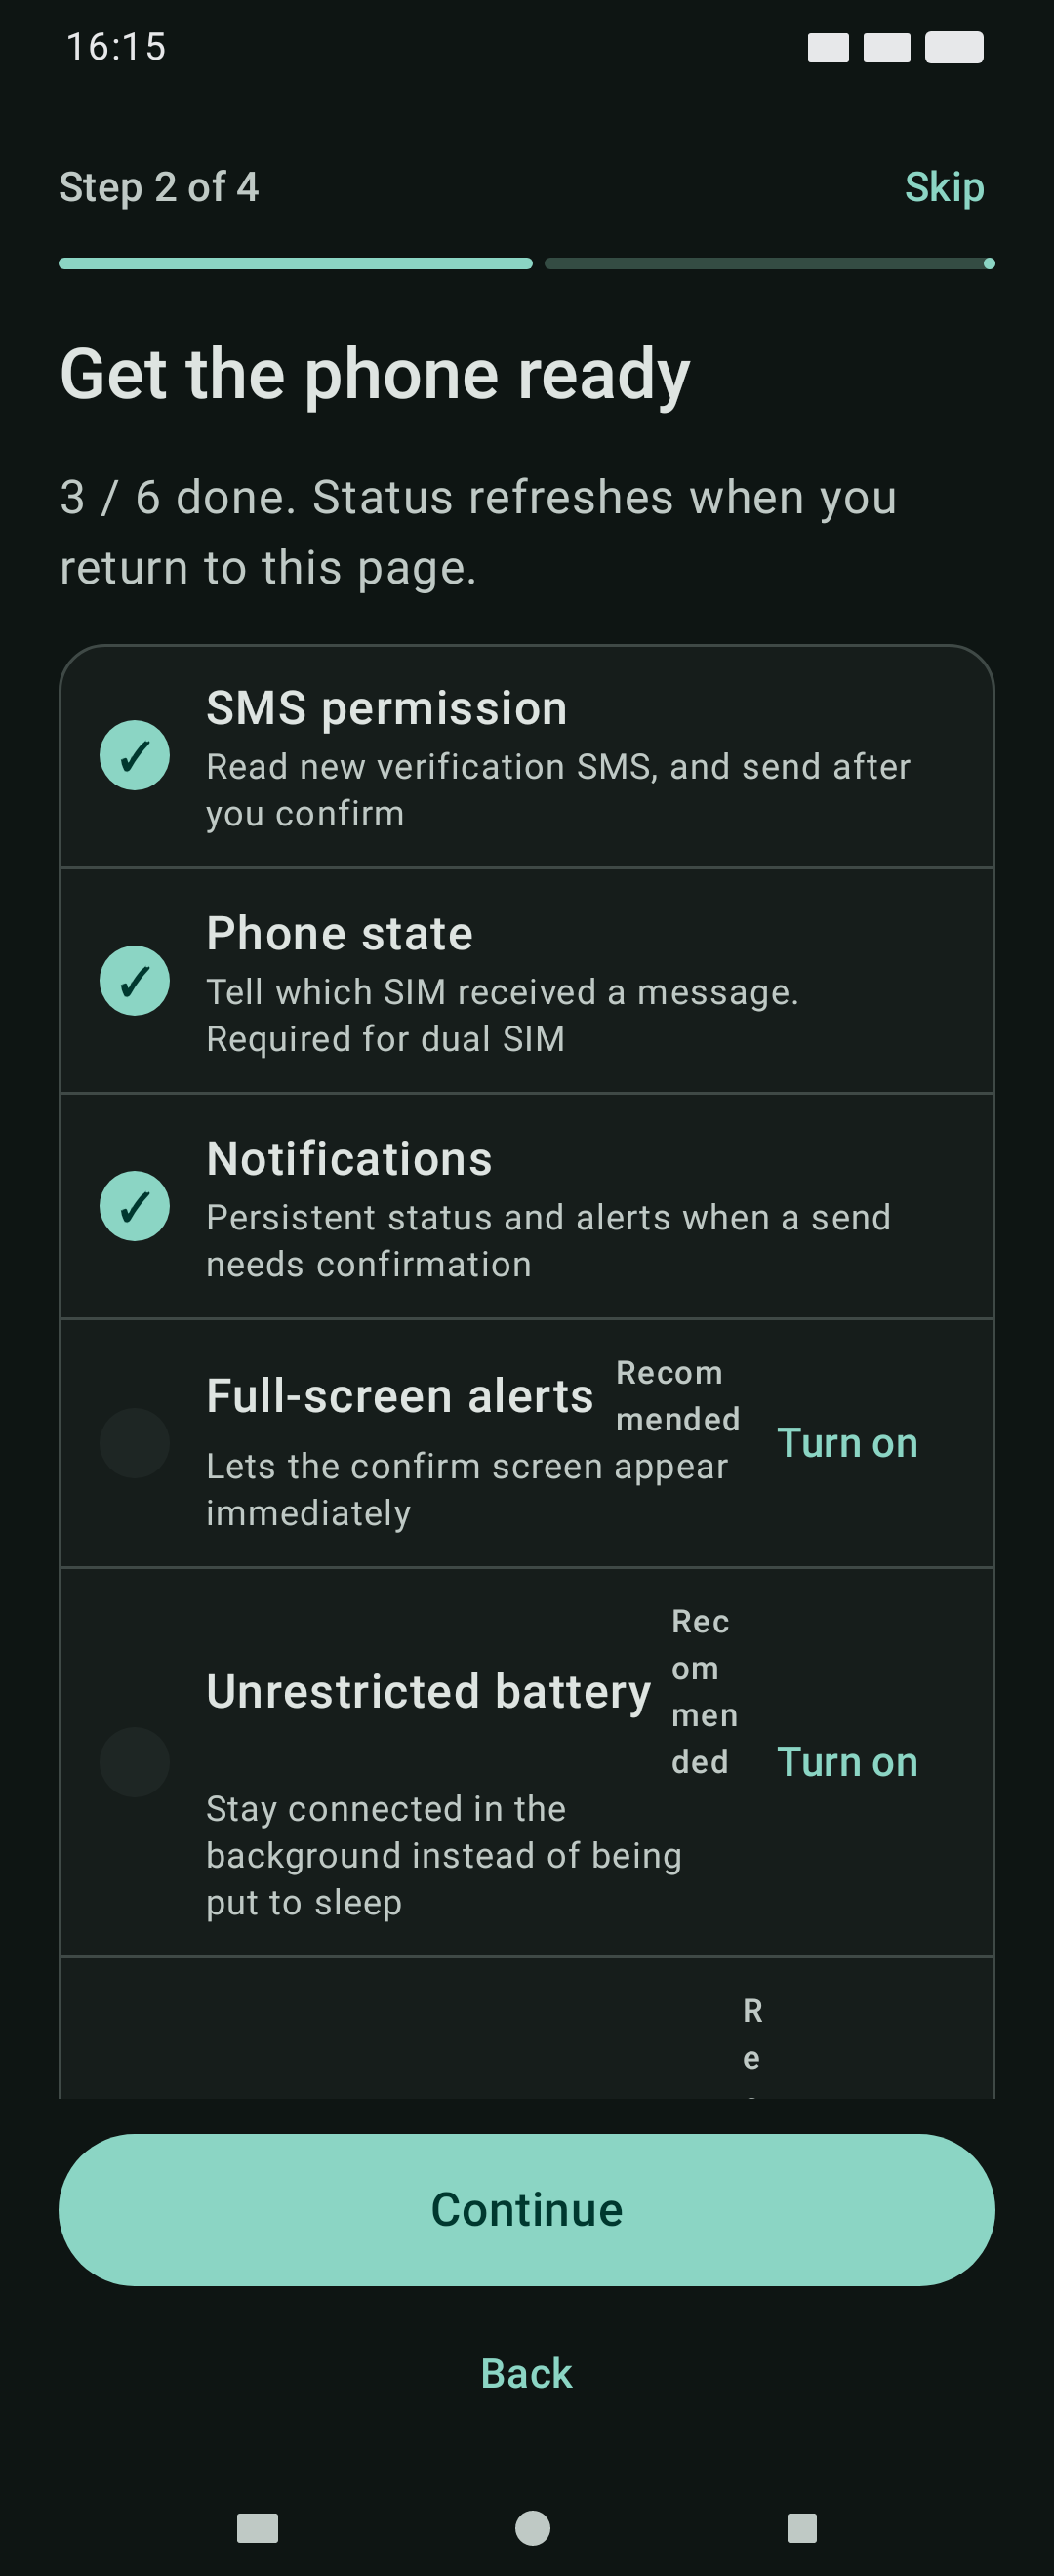 16:15
Step 2 of 4
Skip
Get the phone ready
3 / 6 done. Status refreshes when you
return to this page.
SMS permission
Read new verification SMS, and send after
you confirm
Phone state
Tell which SIM received a message.
Required for dual SIM
Notifications
Persistent status and alerts when a send
needs confirmation
Full-screen alerts
Recom
mended
Lets the confirm screen appear
immediately
Turn on
Unrestricted battery
Rec
om
men
ded
Stay connected in the
background instead of being
put to sleep
Turn on
R
e
Continue
Back